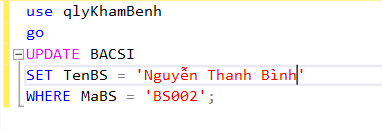 use qlyKhamBenh
go
UPDATE BACSI
SET TenBS = 'Nguyễn Thanh Bình'
WHERE MaBS = 'BS002';